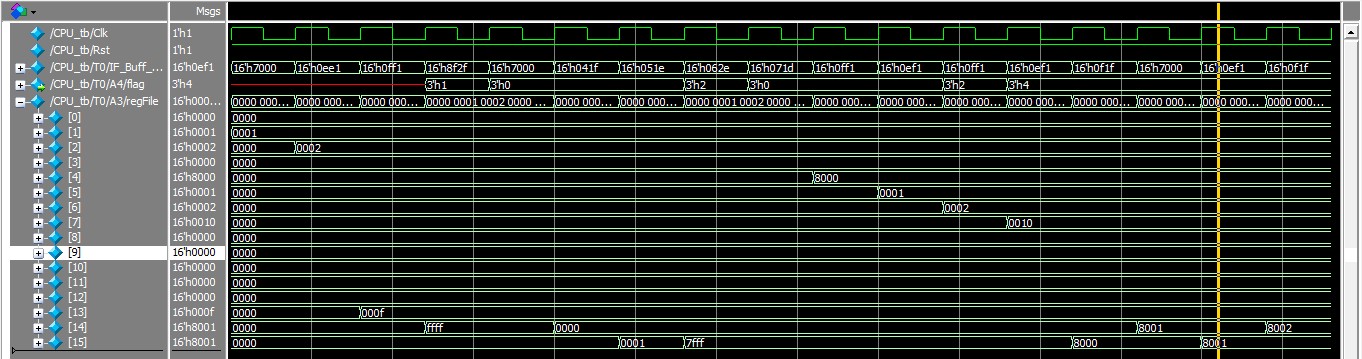 Msgs
/CPU_tb/Clk 1'h1
/CPU_tb/Rst 1'h1
/CPU_tb/T0/IF_Buff_... 16'h0ef1 16'h7000 16'h0ee1 16'h0ff1 16'h8f2f 16'h7000 16'h041f 16'h051e 16'h062e 16'h071d 16'h0ff1 16'h0ef1 16'h0ff1 16'h0ef1 16'h0f1f 16'h7000 16'h0ef1 16'h0f1f
/CPU_tb/T0/A4/flag 3'h4 3'h1 3'h0 3'h2 3'h0 3'h2 3'h4
/CPU_tb/T0/A3/regFile 16'h000... 0000 000... 0000 000... 0000 000... 0000 0001 0002 0000 ... 0000 000... 0000 000... 0000 0001 0002 0000 ... 0000 000... 0000 000... 0000 000... 0000 000... 0000 000... 0000 000... 0000 000... 0000 000...
[0] 16'h0000 0000
[1] 16'h0001 0001
[2] 16'h0002 0000 0002
[3] 16'h0000 0000
[4] 16'h8000 0000 8000
[5] 16'h0001 0000 0001
[6] 16'h0002 0000 0002
[7] 16'h0010 0000 0010
[8] 16'h0000 0000
[9] 16'h0000 0000
[10] 16'h0000 0000
[11] 16'h0000 0000
[12] 16'h0000 0000
[13] 16'h000f 0000 000f
[14] 16'h8001 0000 ffff 0000 8001 8002
[15] 16'h8001 0000 0001 7fff 8000 8001